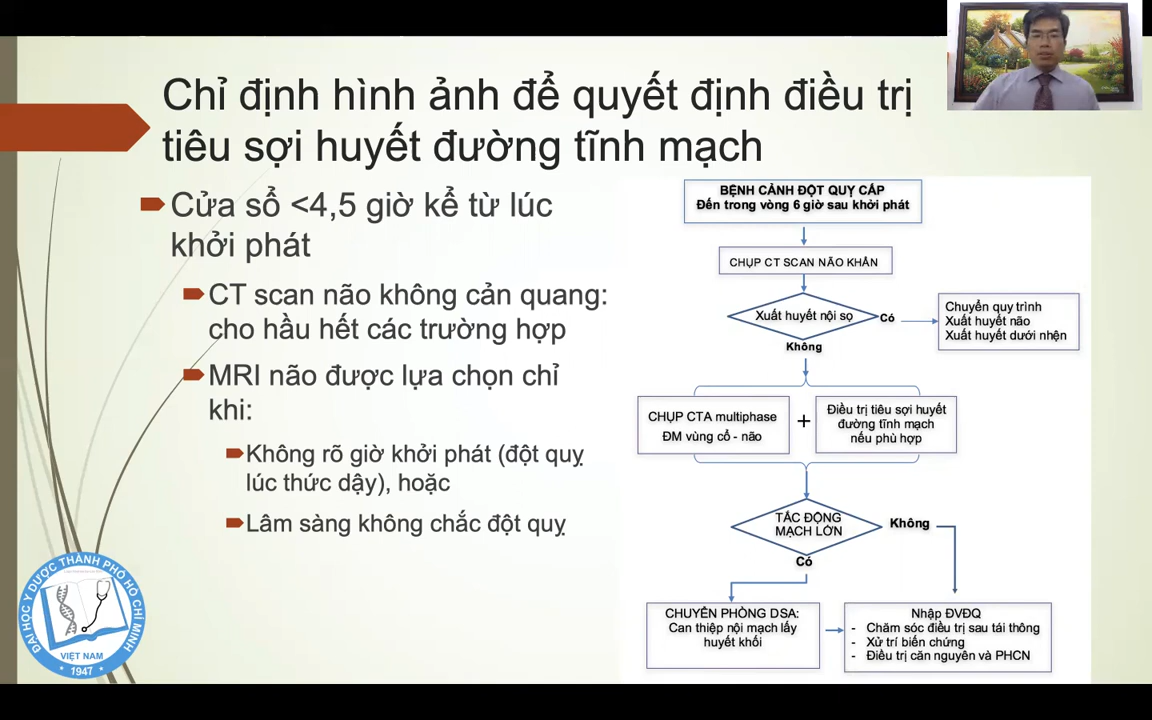 Chỉ định hình ảnh để quyết định điều trị
tiêu sợi huyết đường tĩnh mạch
Cửa sổ <4,5 giờ kể từ lúc
khởi phát
CT scan não không cản quang:
cho hầu hết các trường hợp
MRI não được lựa chọn chỉ
khi:
Không rõ giờ khởi phát (đột quỵ
lúc thức dậy), hoặc
Lâm sàng không chắc đột quỵ
BỆNH CẢNH ĐỘT QUỴ CẤP
Đến trong vòng 6 giờ sau khởi phát
CHỤP CT SCAN NÃO KHẨN
Xuất huyết nội sọ
Có
Chuyển quy trình
Xuất huyết não
Xuất huyết dưới nhện
Không
CHỤP CTA multiphase
ĐM vùng cổ - não
+
Điều trị tiêu sợi huyết
đường tĩnh mạch
nếu phù hợp
TẮC ĐỘNG
MẠCH LỚN
Không
Có
CHUYỂN PHÒNG DSA:
Can thiệp nội mạch lấy
huyết khối
Nhập ĐVĐQ
- Chăm sóc điều trị sau tái thông
- Xử trí biến chứng
- Điều trị căn nguyên và PHCN
ĐẠI HỌC Y DƯỢC THÀNH PHỐ HỒ CHÍ MINH
VIỆT NAM
1947